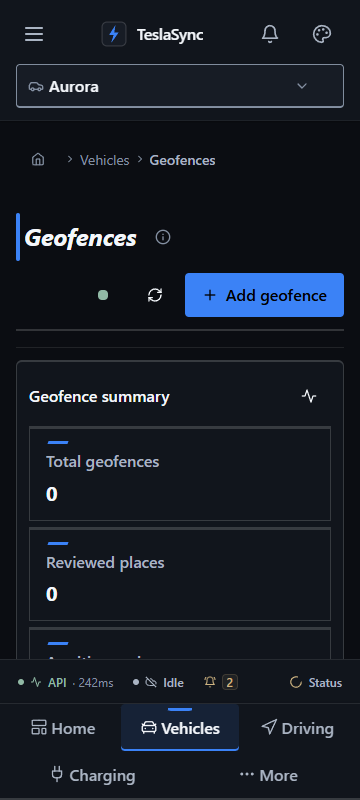 TeslaSync
Aurora
Vehicles
Geofences
Geofences
Add geofence
Geofence summary
Total geofences
0
Reviewed places
0
API · 242ms
Idle
2
Status
Home
Vehicles
Driving
Charging
More